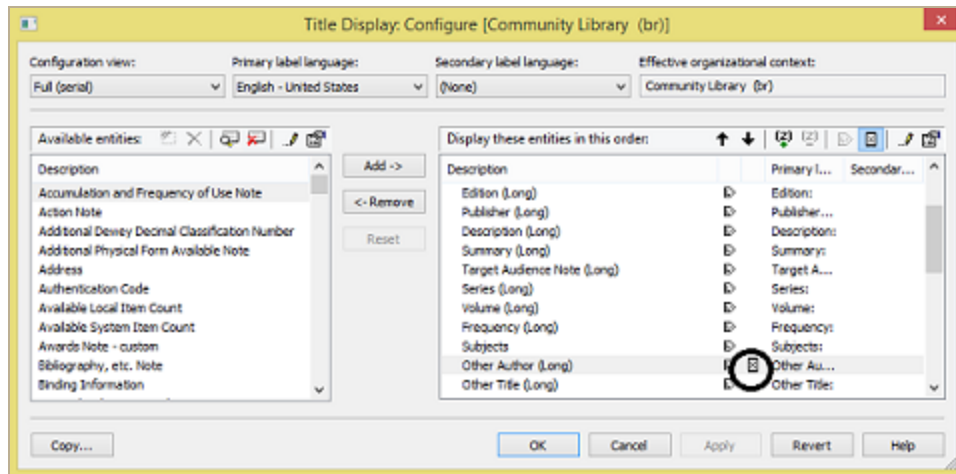 Title Display: Configure [Community Library (br)]
Configuration view:
Primary label language:
Secondary label language:
Effective organizational context:
Full (serial)
English - United States
(None)
Community Library (br)
Available entities:
Description
Accumulation and Frequency of Use Note
Action Note
Additional Dewey Decimal Classification Number
Additional Physical Form Available Note
Address
Authentication Code
Available Local Item Count
Available System Item Count
Awards Note - custom
Bibliography, etc. Note
Binding Information
Add ->
<- Remove
Reset
Display these entities in this order:
Description Primary l... Secondar...
Edition (Long) Edition:
Publisher (Long) Publisher...
Description (Long) Description:
Summary (Long) Summary:
Target Audience Note (Long) Target A...
Series (Long) Series:
Volume (Long) Volume:
Frequency (Long) Frequency:
Subjects Subjects:
Other Author (Long) Other Au...
Other Title (Long) Other Title:
Copy...
OK
Cancel
Apply
Revert
Help